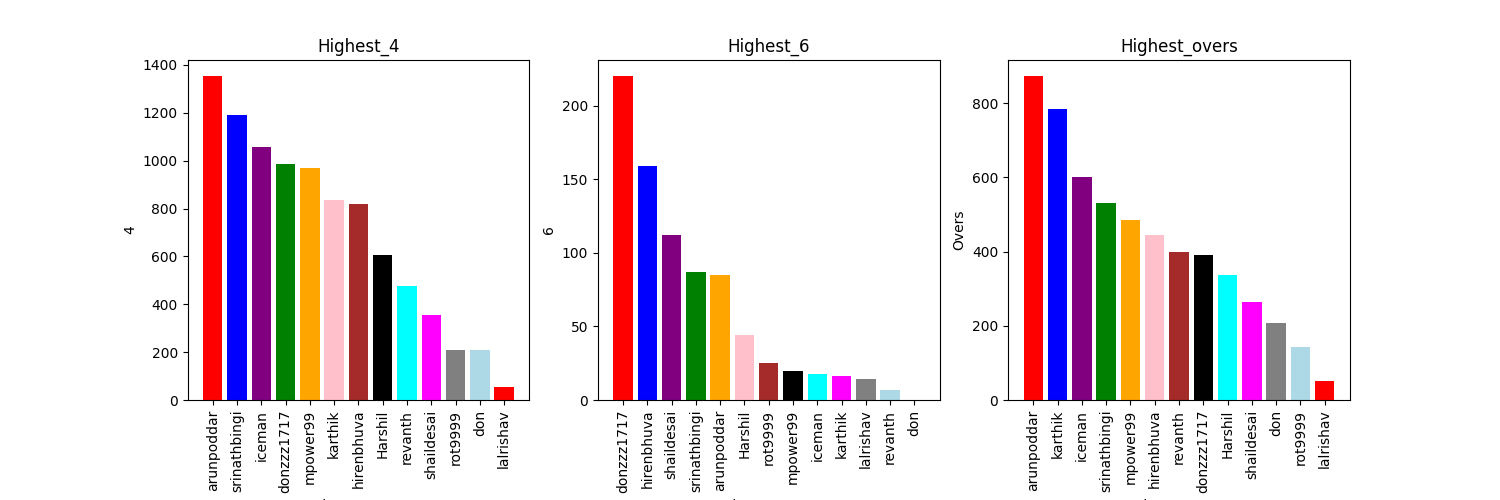 Highest_4
4
1400
1200
1000
800
600
400
200
0
arunpoddar
srinathbingi
iceman
donzzz1717
mpower99
karthik
hirenbhuva
Harshil
revanth
shaildesai
rot9999
don
lalrishav
Highest_6
6
200
150
100
50
0
donzzz1717
hirenbhuva
shaildesai
srinathbingi
arunpoddar
Harshil
rot9999
mpower99
iceman
karthik
lalrishav
revanth
don
Highest_overs
Overs
800
600
400
200
0
arunpoddar
karthik
iceman
srinathbingi
mpower99
hirenbhuva
revanth
donzzz1717
Harshil
shaildesai
don
rot9999
lalrishav